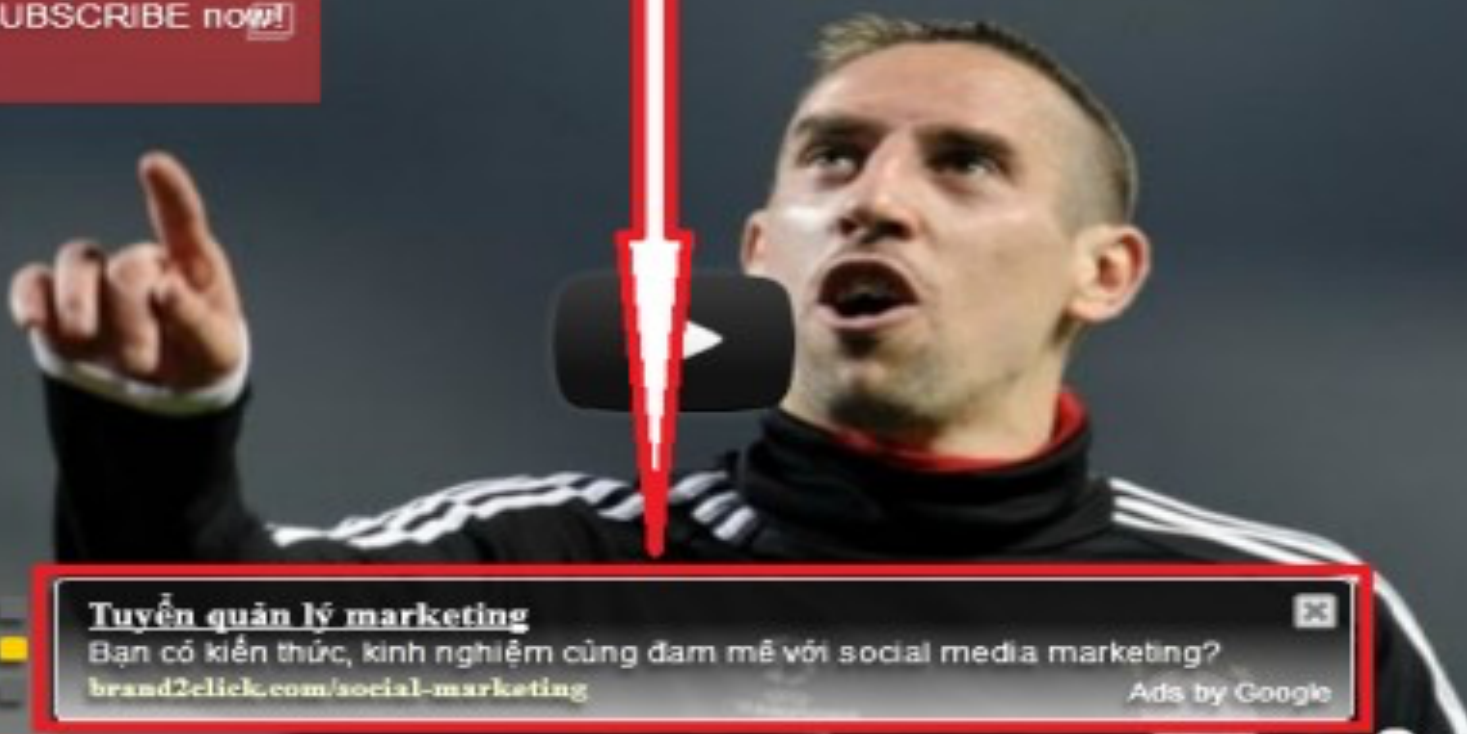 UBSCRIBE now!
Tuyển quản lý marketing
Bạn có kiến thức, kinh nghiệm cùng đam mê với social media marketing?
brand2click.com/social-marketing
Ads by Google